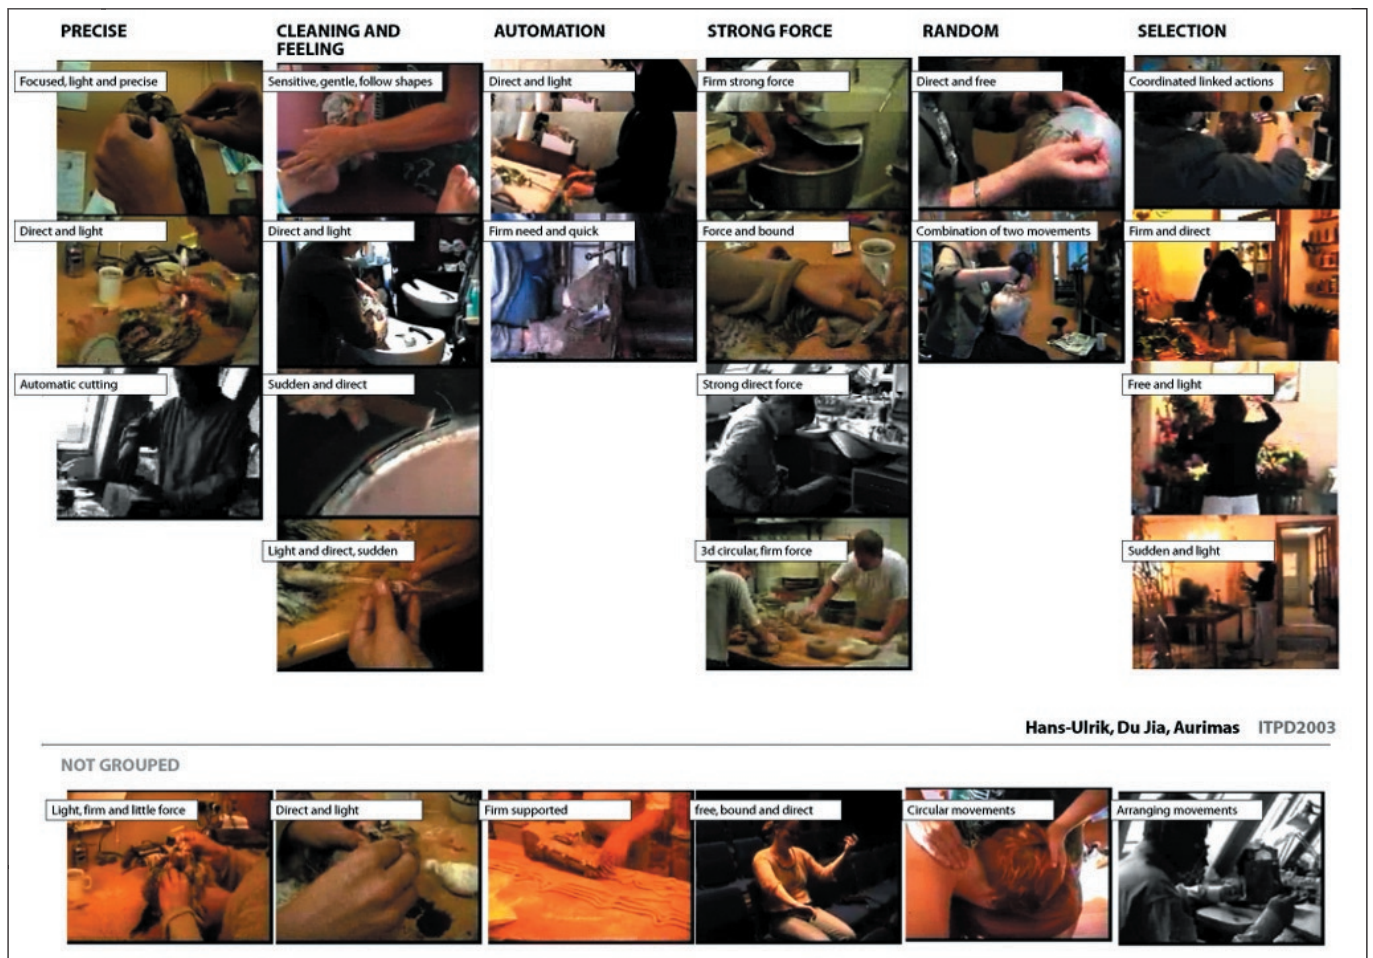 PRECISE
CLEANING AND
FEELING
AUTOMATION
STRONG FORCE
RANDOM
SELECTION
Focused, light and precise
Sensitive, gentle, follow shapes
Direct and light
Firm strong force
Direct and free
Coordinated linked actions
Direct and light
Direct and light
Firm need and quick
Force and bound
Combination of two movements
Firm and direct
Automatic cutting
Sudden and direct
Strong direct force
Free and light
Light and direct, sudden
3d circular, firm force
Sudden and light
Hans-Ulrik, Du Jia, Aurimas ITPD2003
NOT GROUPED
Light, firm and little force
Direct and light
Firm supported
free, bound and direct
Circular movements
Arranging movements